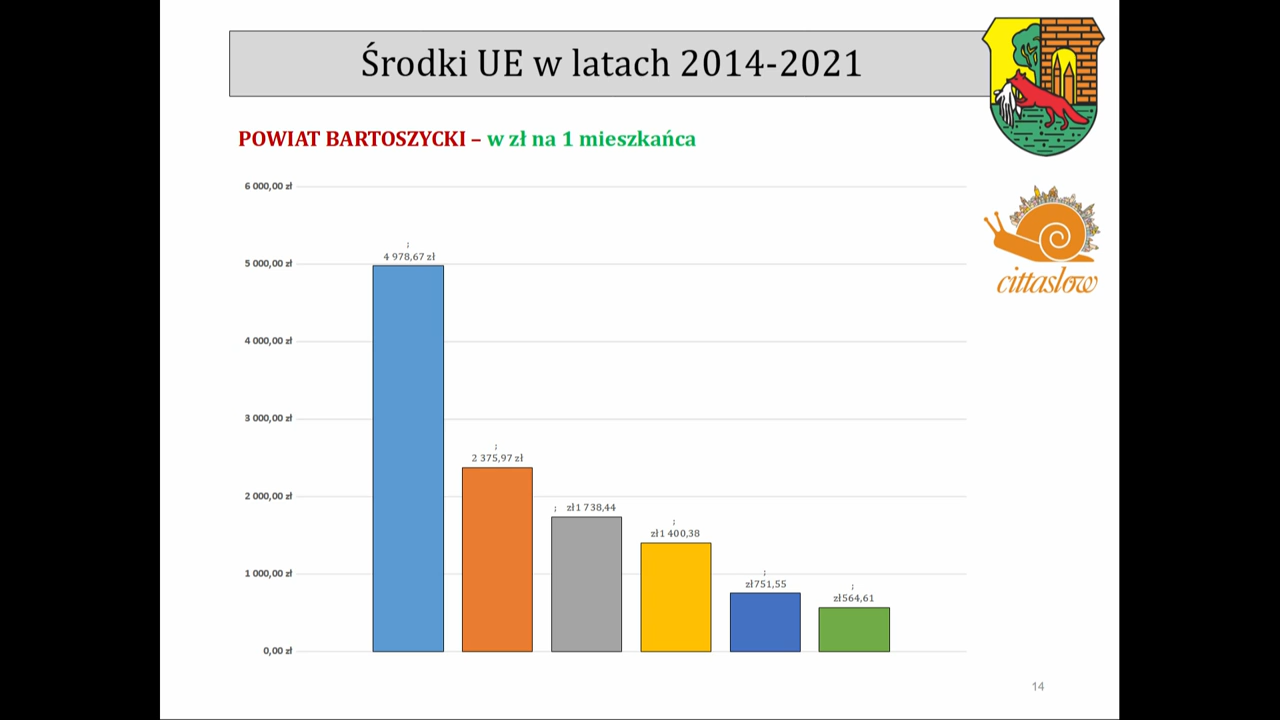 Środki UE w latach 2014-2021
POWIAT BARTOSZYCKI – w zł na 1 mieszkańca
cittaslow
6 000,00 zł
5 000,00 zł
4 000,00 zł
3 000,00 zł
2 000,00 zł
1 000,00 zł
0,00 zł
;
4 978,67 zł
;
2 375,97 zł
; zł1 738,44
;
zł1 400,38
;
zł751,55
;
zł564,61
14